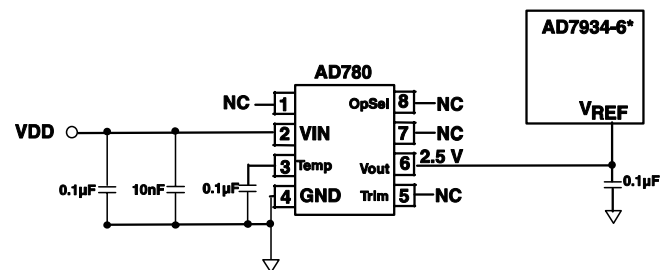 AD7934-6*
AD780
NC 1 OpSel 8 NC
VREF
VDD 2 VIN 7 NC
3 Temp Vout 6 2.5 V
0.1µF 10nF 0.1µF 4 GND Trim 5 NC 0.1µF